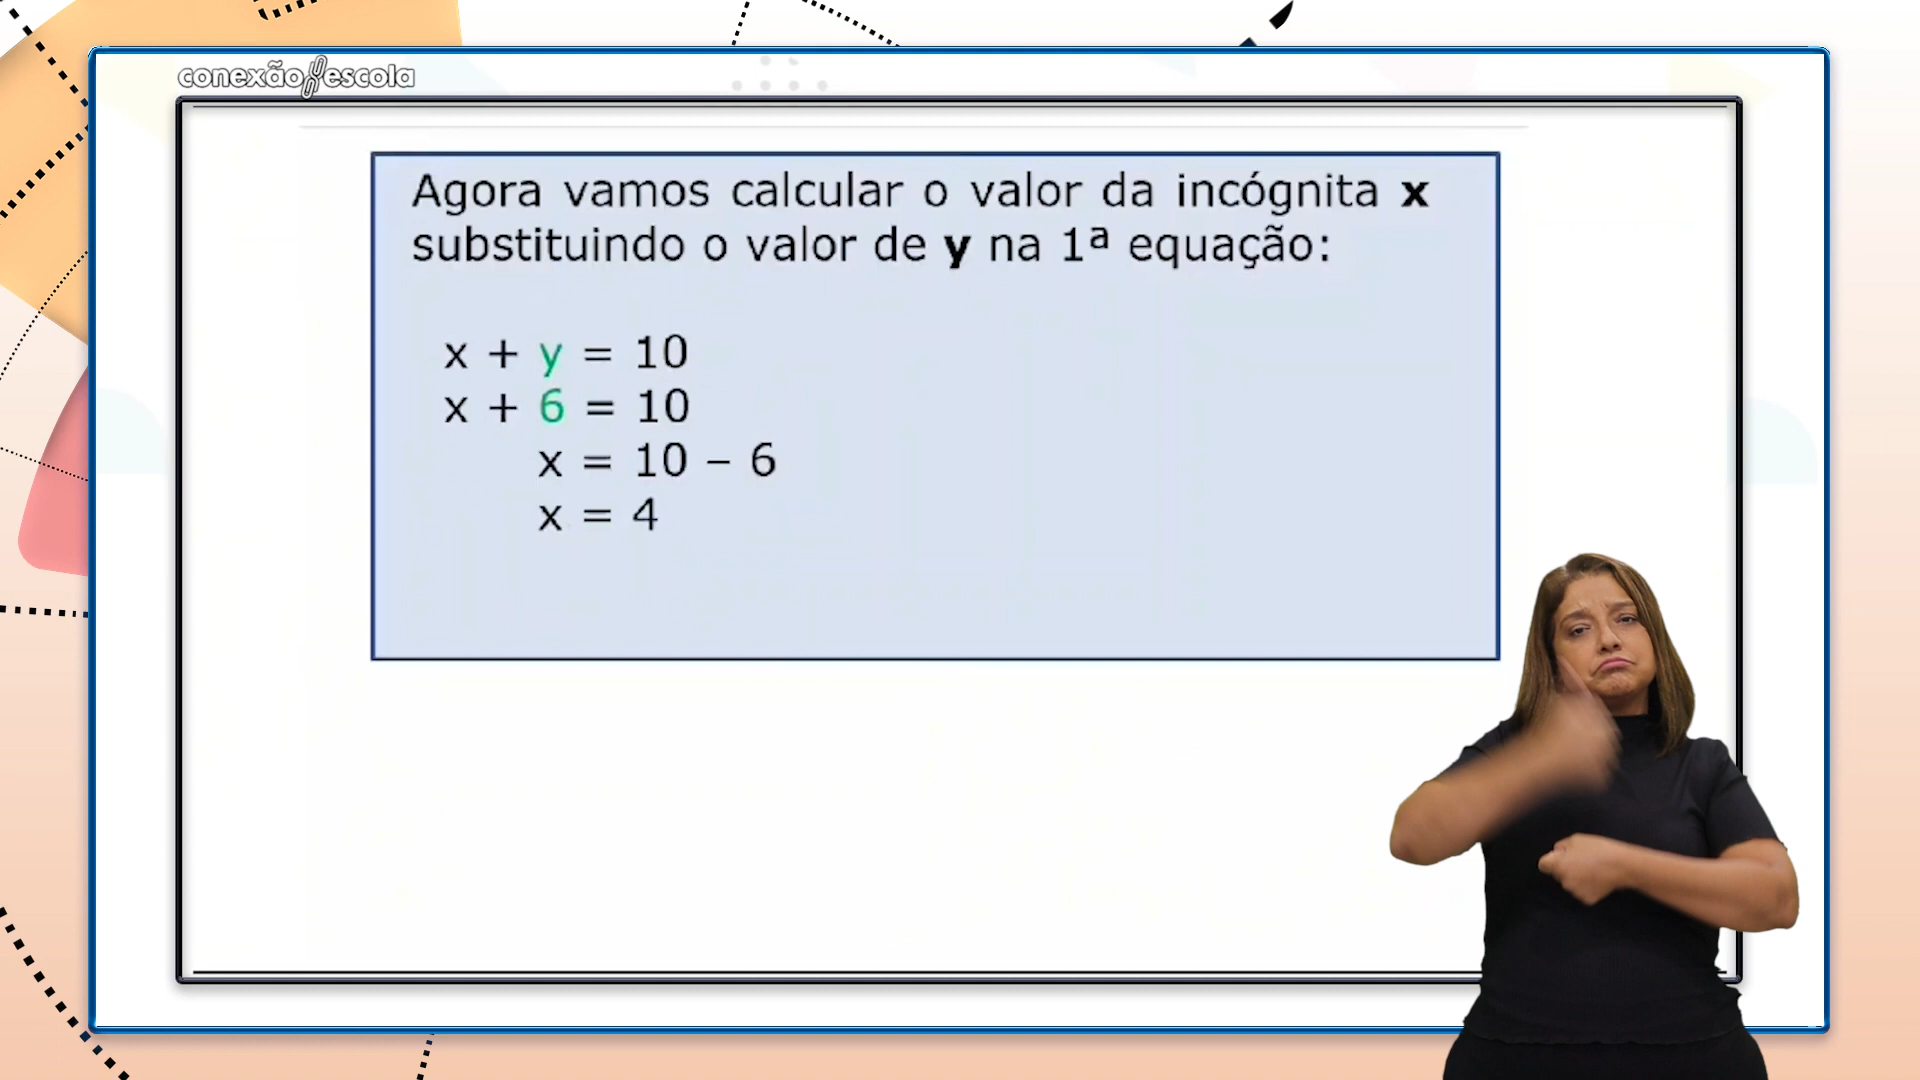 conexão escola
Agora vamos calcular o valor da incógnita x
substituindo o valor de y na 1ª equação:
x + y = 10
x + 6 = 10
x = 10 – 6
x = 4